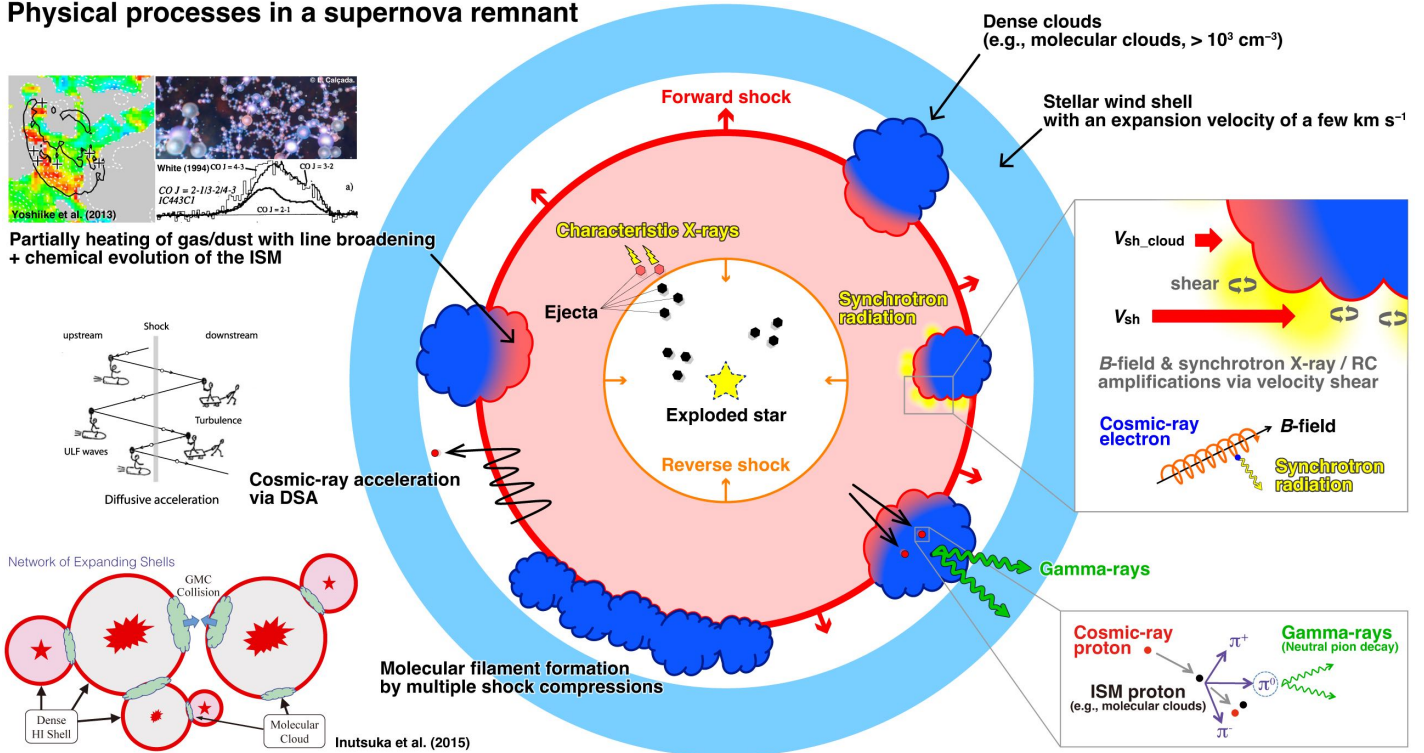 Physical processes in a supernova remnant
© L. Calçada.
White (1994)
CO J = 4-3
CO J = 3-2
a)
CO J = 2-1/3-2/4-3
IC443C1
CO J = 2-1
Yoshiike et al. (2013)
Partially heating of gas/dust with line broadening
+ chemical evolution of the ISM
Dense clouds
(e.g., molecular clouds, > 10³ cm⁻³)
Stellar wind shell
with an expansion velocity of a few km s⁻¹
Forward shock
Characteristic X-rays
Ejecta
Synchrotron
radiation
Exploded star
Reverse shock
Vsh_cloud
shear
Vsh
B-field & synchrotron X-ray / RC
amplifications via velocity shear
Cosmic-ray
electron
B-field
Synchrotron
radiation
Shock
upstream
downstream
Turbulence
ULF waves
Diffusive acceleration
Cosmic-ray acceleration
via DSA
Gamma-rays
Network of Expanding Shells
GMC
Collision
Dense
HI Shell
Molecular
Cloud
Inutsuka et al. (2015)
Molecular filament formation
by multiple shock compressions
Cosmic-ray
proton
π⁺
Gamma-rays
(Neutral pion decay)
π⁰
ISM proton
(e.g., molecular clouds)
π⁻